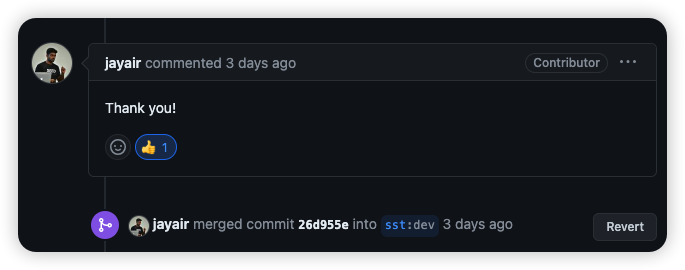 jayair commented 3 days ago Contributor
Thank you!
👍 1
jayair merged commit 26d955e into sst:dev 3 days ago Revert